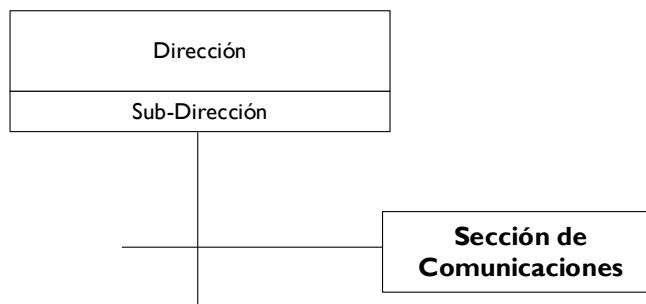 Dirección
Sub-Dirección
Sección de
Comunicaciones